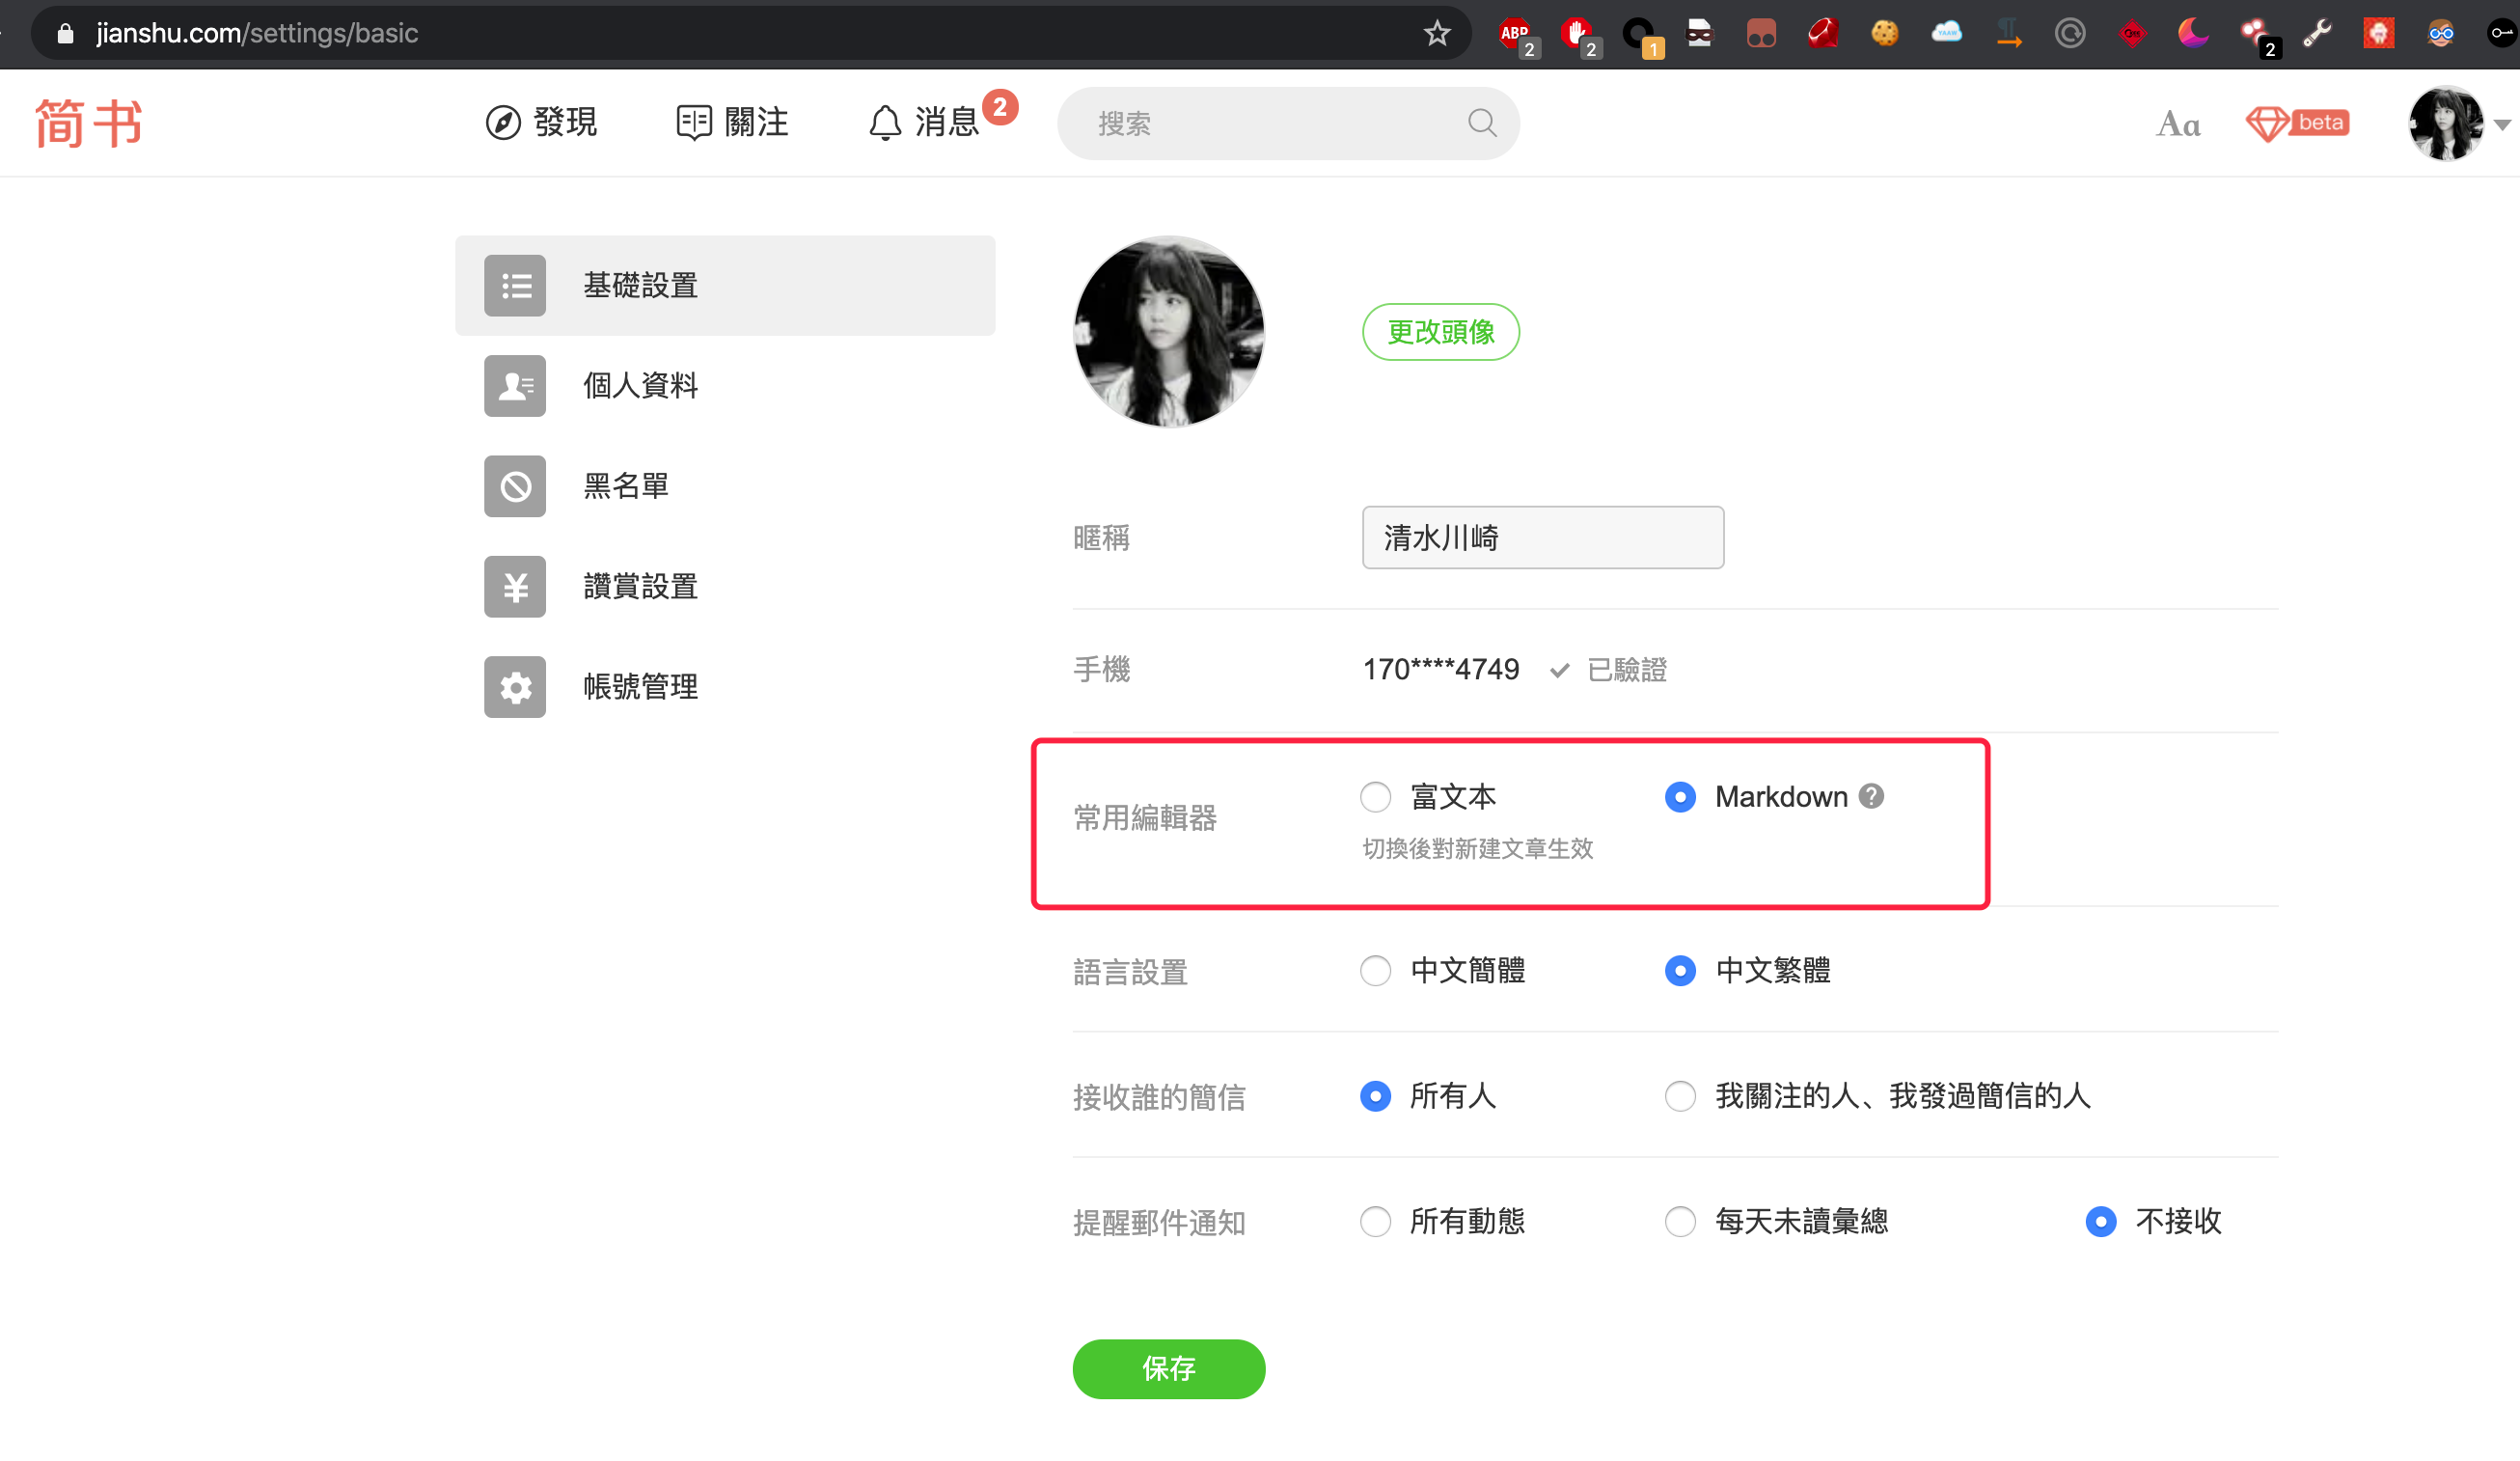 jianshu.com/settings/basic
ABP 2
2
1
2
简书
發現
關注
消息 2
搜索
Aa
beta
基礎設置
個人資料
黑名單
讚賞設置
帳號管理
更改頭像
暱稱 清水川崎
手機 170****4749 已驗證
常用編輯器 富文本 Markdown ?
切換後對新建文章生效
語言設置 中文簡體 中文繁體
接收誰的簡信 所有人 我關注的人、我發過簡信的人
提醒郵件通知 所有動態 每天未讀彙總 不接收
保存